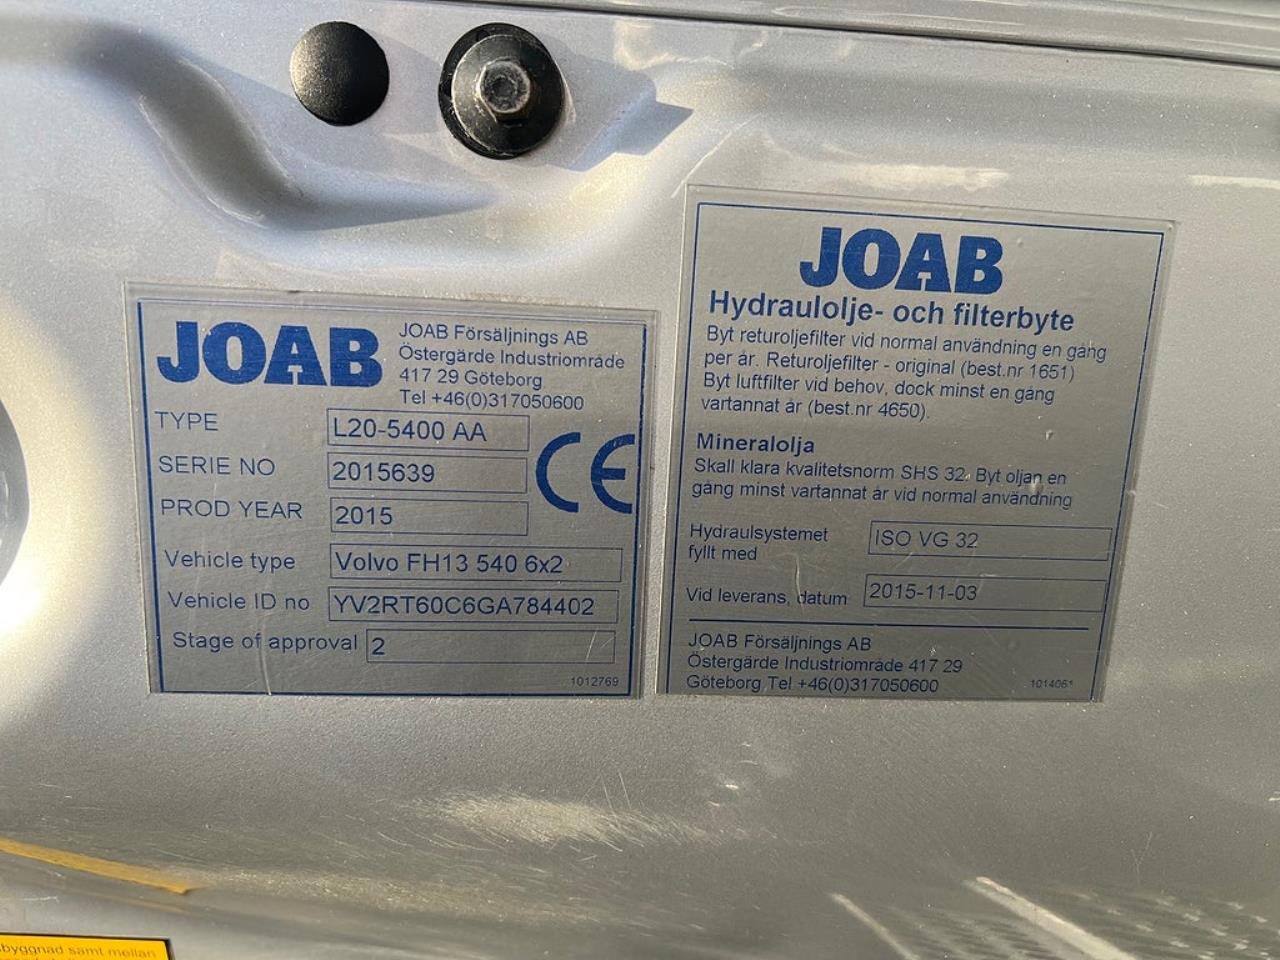 JOAB
JOAB Försäljnings AB
Östergärde Industriområde
417 29 Göteborg
Tel +46(0)317050600
TYPE L20-5400 AA
SERIE NO 2015639
PROD YEAR 2015
CE
Vehicle type Volvo FH13 540 6x2
Vehicle ID no YV2RT60C6GA784402
Stage of approval 2
1012769
JOAB
Hydraulolje- och filterbyte
Byt returoljefilter vid normal användning en gång
per år. Returoljefilter - original (best.nr 1651)
Byt luftfilter vid behov, dock minst en gång
vartannat år (best.nr 4650).
Mineralolja
Skall klara kvalitetsnorm SHS 32. Byt oljan en
gång minst vartannat år vid normal användning
Hydraulsystemet
fyllt med ISO VG 32
Vid leverans, datum 2015-11-03
JOAB Försäljnings AB
Östergärde Industriområde 417 29
Göteborg Tel +46(0)317050600
1014061
samt mellan